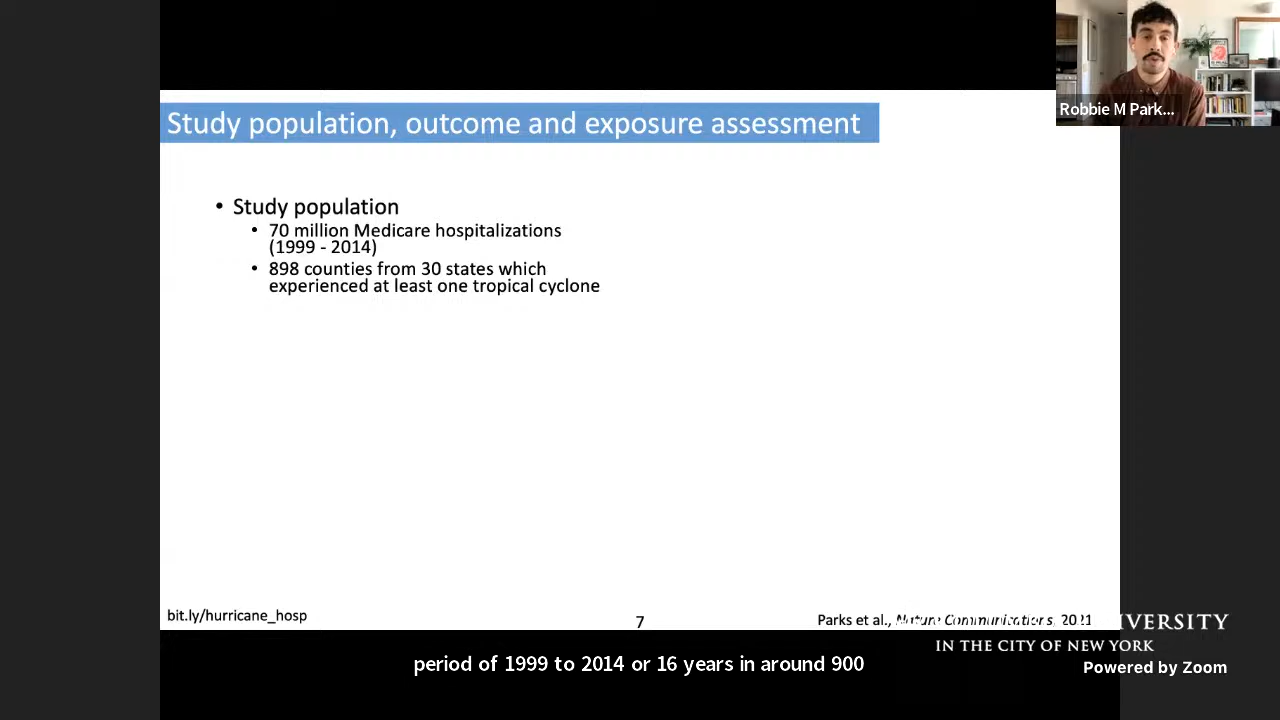 Study population, outcome and exposure assessment
Robbie M Park...
• Study population
• 70 million Medicare hospitalizations
(1999 - 2014)
• 898 counties from 30 states which
experienced at least one tropical cyclone
bit.ly/hurricane_hosp
7
Parks et al., Nature Communications, 2021
IN THE CITY OF NEW YORK
period of 1999 to 2014 or 16 years in around 900
Powered by Zoom